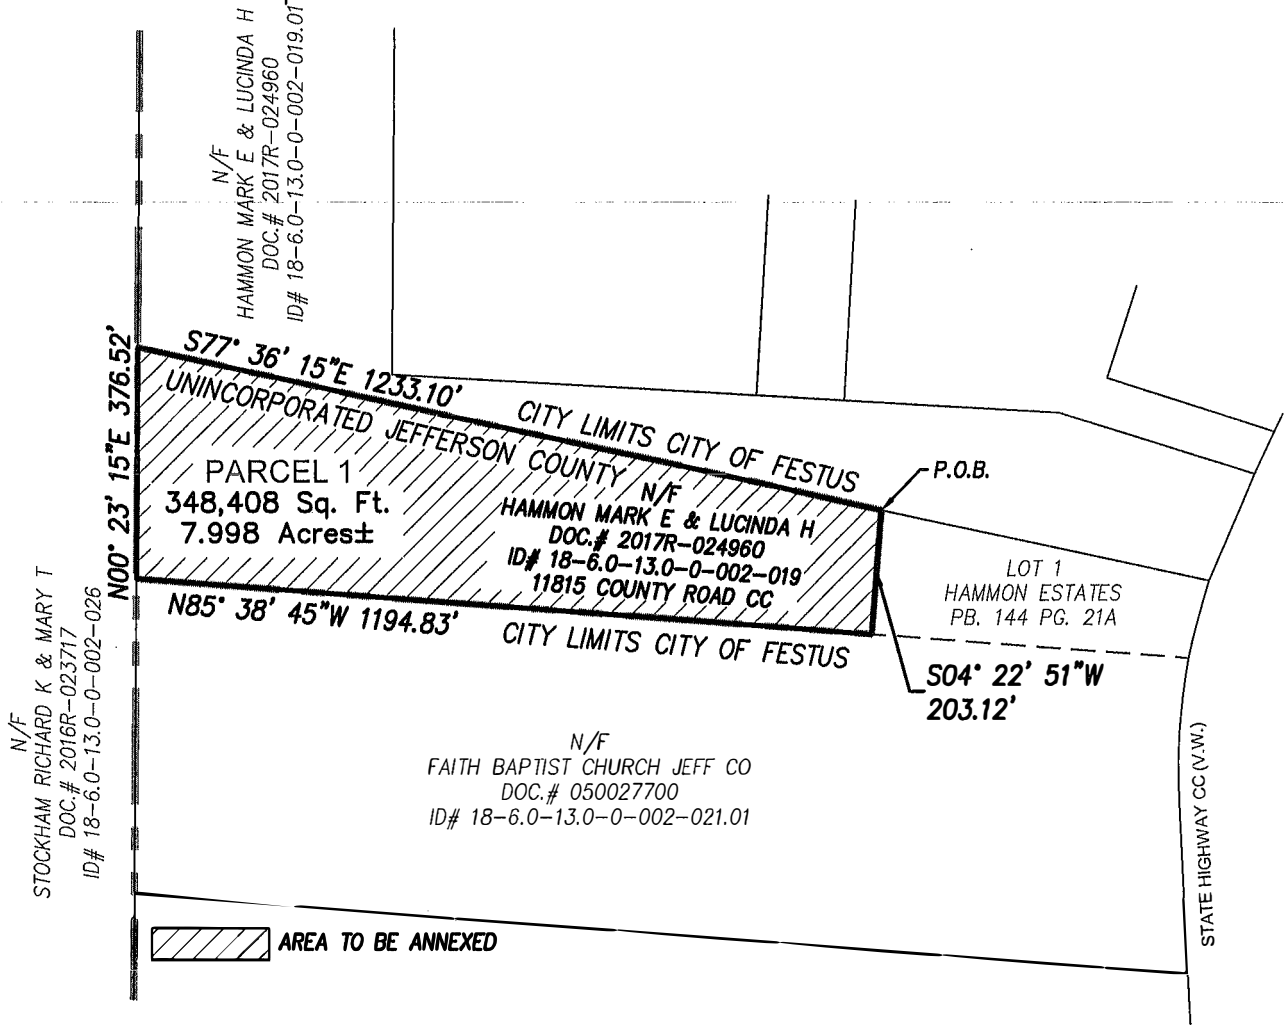 N/F
HAMMON MARK E & LUCINDA H
DOC.# 2017R-024960
ID# 18-6.0-13.0-0-002-019.01
S77° 36' 15"E 1233.10'
CITY LIMITS CITY OF FESTUS
UNINCORPORATED JEFFERSON COUNTY
N00° 23' 15"E 376.52'
PARCEL 1
348,408 Sq. Ft.
7.998 Acres±
N/F
HAMMON MARK E & LUCINDA H
DOC.# 2017R-024960
ID# 18-6.0-13.0-0-002-019
11815 COUNTY ROAD CC
P.O.B.
LOT 1
HAMMON ESTATES
PB. 144 PG. 21A
N85° 38' 45"W 1194.83'
CITY LIMITS CITY OF FESTUS
S04° 22' 51"W
203.12'
N/F
STOCKHAM RICHARD K & MARY T
DOC.# 2016R-023717
ID# 18-6.0-13.0-0-002-026
N/F
FAITH BAPTIST CHURCH JEFF CO
DOC.# 050027700
ID# 18-6.0-13.0-0-002-021.01
STATE HIGHWAY CC (V.W.)
AREA TO BE ANNEXED